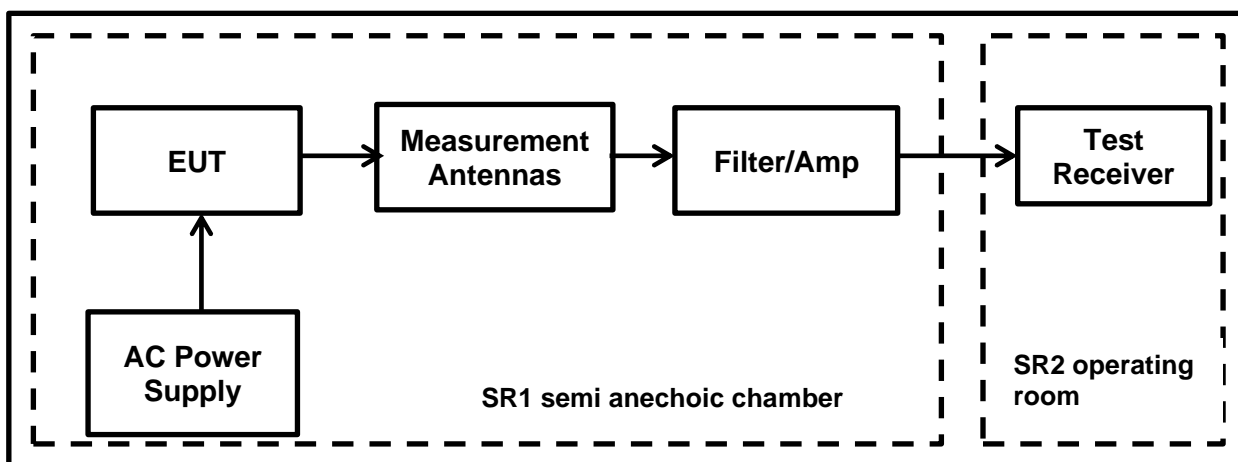 EUT
Measurement
Antennas
Filter/Amp
Test
Receiver
AC Power
Supply
SR1 semi anechoic chamber
SR2 operating
room